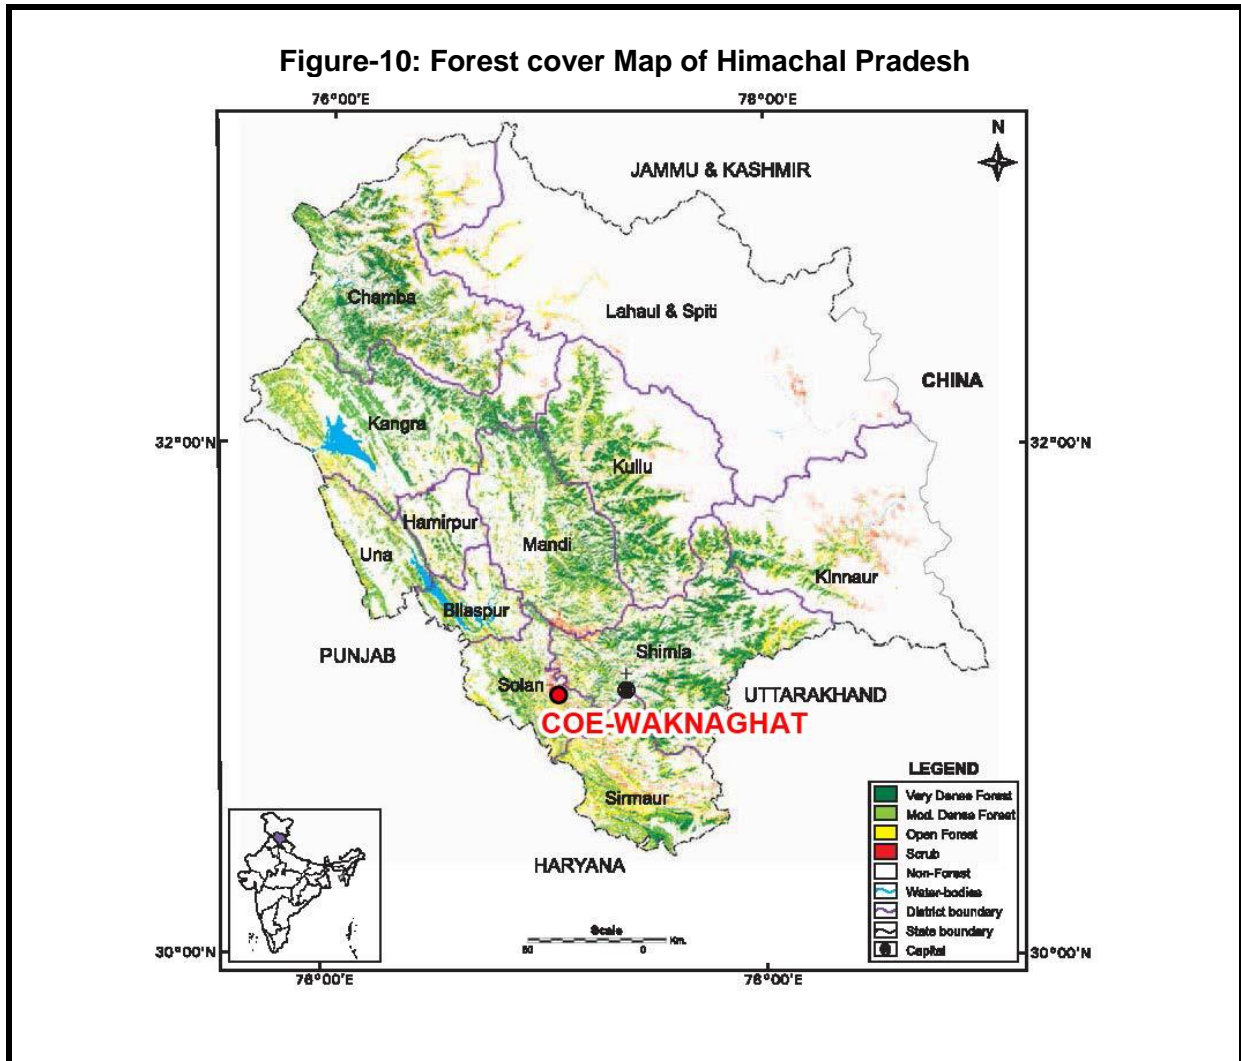 Figure-10: Forest cover Map of Himachal Pradesh
76°00'E
78°00'E
N
JAMMU & KASHMIR
Chamba
Lahaul & Spiti
CHINA
Kangra
32°00'N
32°00'N
Kullu
Hamirpur
Mandi
Una
Kinnaur
Bilaspur
PUNJAB
Shimla
Solan
UTTARAKHAND
COE-WAKNAGHAT
LEGEND
Very Dense Forest
Mod. Dense Forest
Open Forest
Scrub
Non-Forest
Water-bodies
District boundary
State boundary
Capital
Sirmaur
HARYANA
Scale
Km.
0
30°00'N
30°00'N
76°00'E
78°00'E